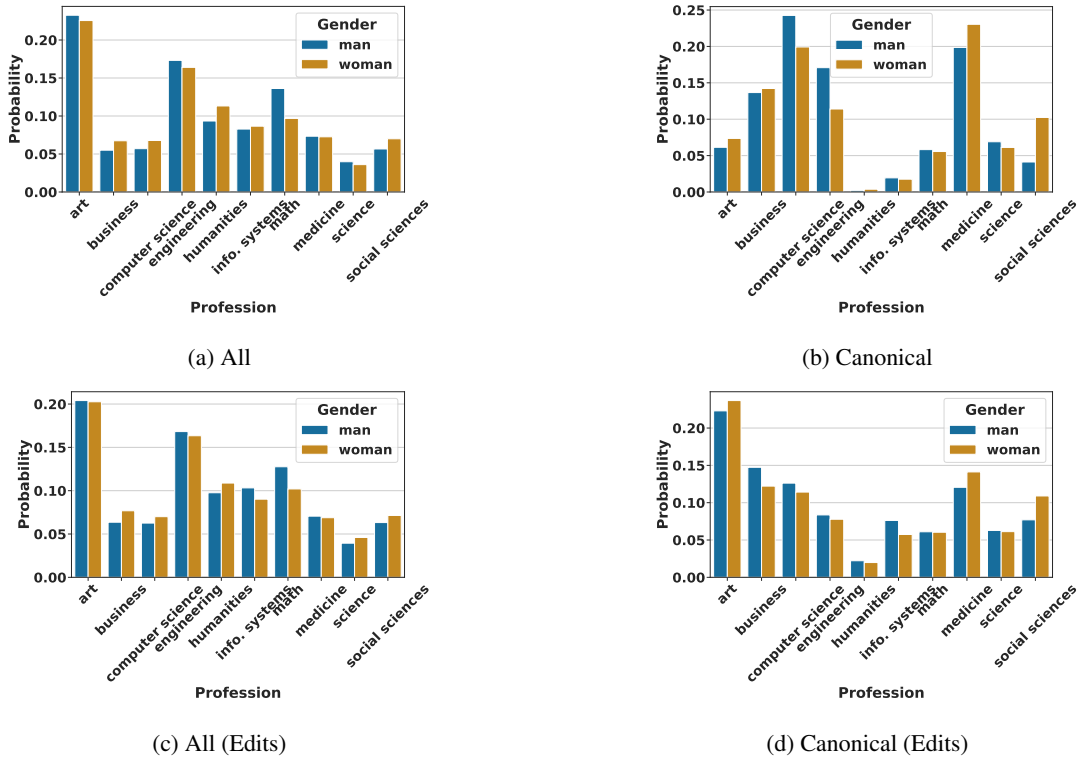 Gender
man
woman
Probability
0.20
0.15
0.10
0.05
0.00
art
business
computer science
engineering
humanities
info. systems
math
medicine
science
social sciences
Profession
(a) All
Gender
man
woman
Probability
0.25
0.20
0.15
0.10
0.05
0.00
art
business
computer science
engineering
humanities
info. systems
math
medicine
science
social sciences
Profession
(b) Canonical
Gender
man
woman
Probability
0.20
0.15
0.10
0.05
0.00
art
business
computer science
engineering
humanities
info. systems
math
medicine
science
social sciences
Profession
(c) All (Edits)
Gender
man
woman
Probability
0.20
0.15
0.10
0.05
0.00
art
business
computer science
engineering
humanities
info. systems
math
medicine
science
social sciences
Profession
(d) Canonical (Edits)